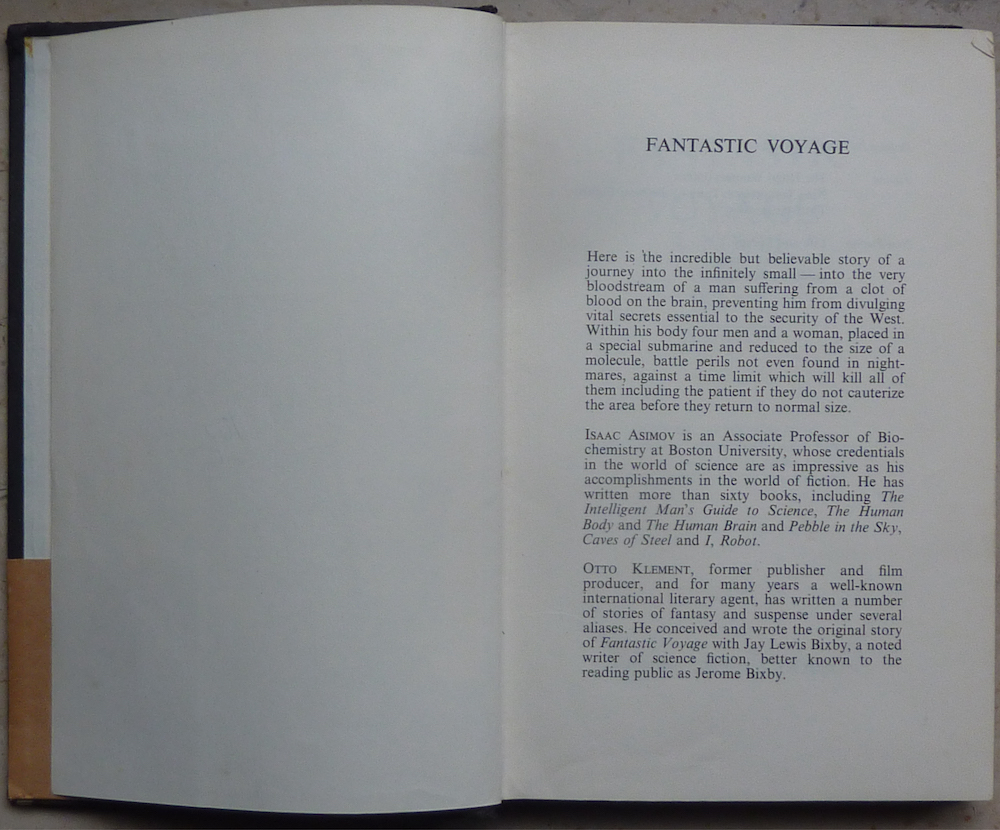 FANTASTIC VOYAGE
Here is the incredible but believable story of a
journey into the infinitely small — into the very
bloodstream of a man suffering from a clot of
blood on the brain, preventing him from divulging
vital secrets essential to the security of the West.
Within his body four men and a woman, placed in
a special submarine and reduced to the size of a
molecule, battle perils not even found in night-
mares, against a time limit which will kill all of
them including the patient if they do not cauterize
the area before they return to normal size.
ISAAC ASIMOV is an Associate Professor of Bio-
chemistry at Boston University, whose credentials
in the world of science are as impressive as his
accomplishments in the world of fiction. He has
written more than sixty books, including The
Intelligent Man's Guide to Science, The Human
Body and The Human Brain and Pebble in the Sky,
Caves of Steel and I, Robot.
OTTO KLEMENT, former publisher and film
producer, and for many years a well-known
international literary agent, has written a number
of stories of fantasy and suspense under several
aliases. He conceived and wrote the original story
of Fantastic Voyage with Jay Lewis Bixby, a noted
writer of science fiction, better known to the
reading public as Jerome Bixby.